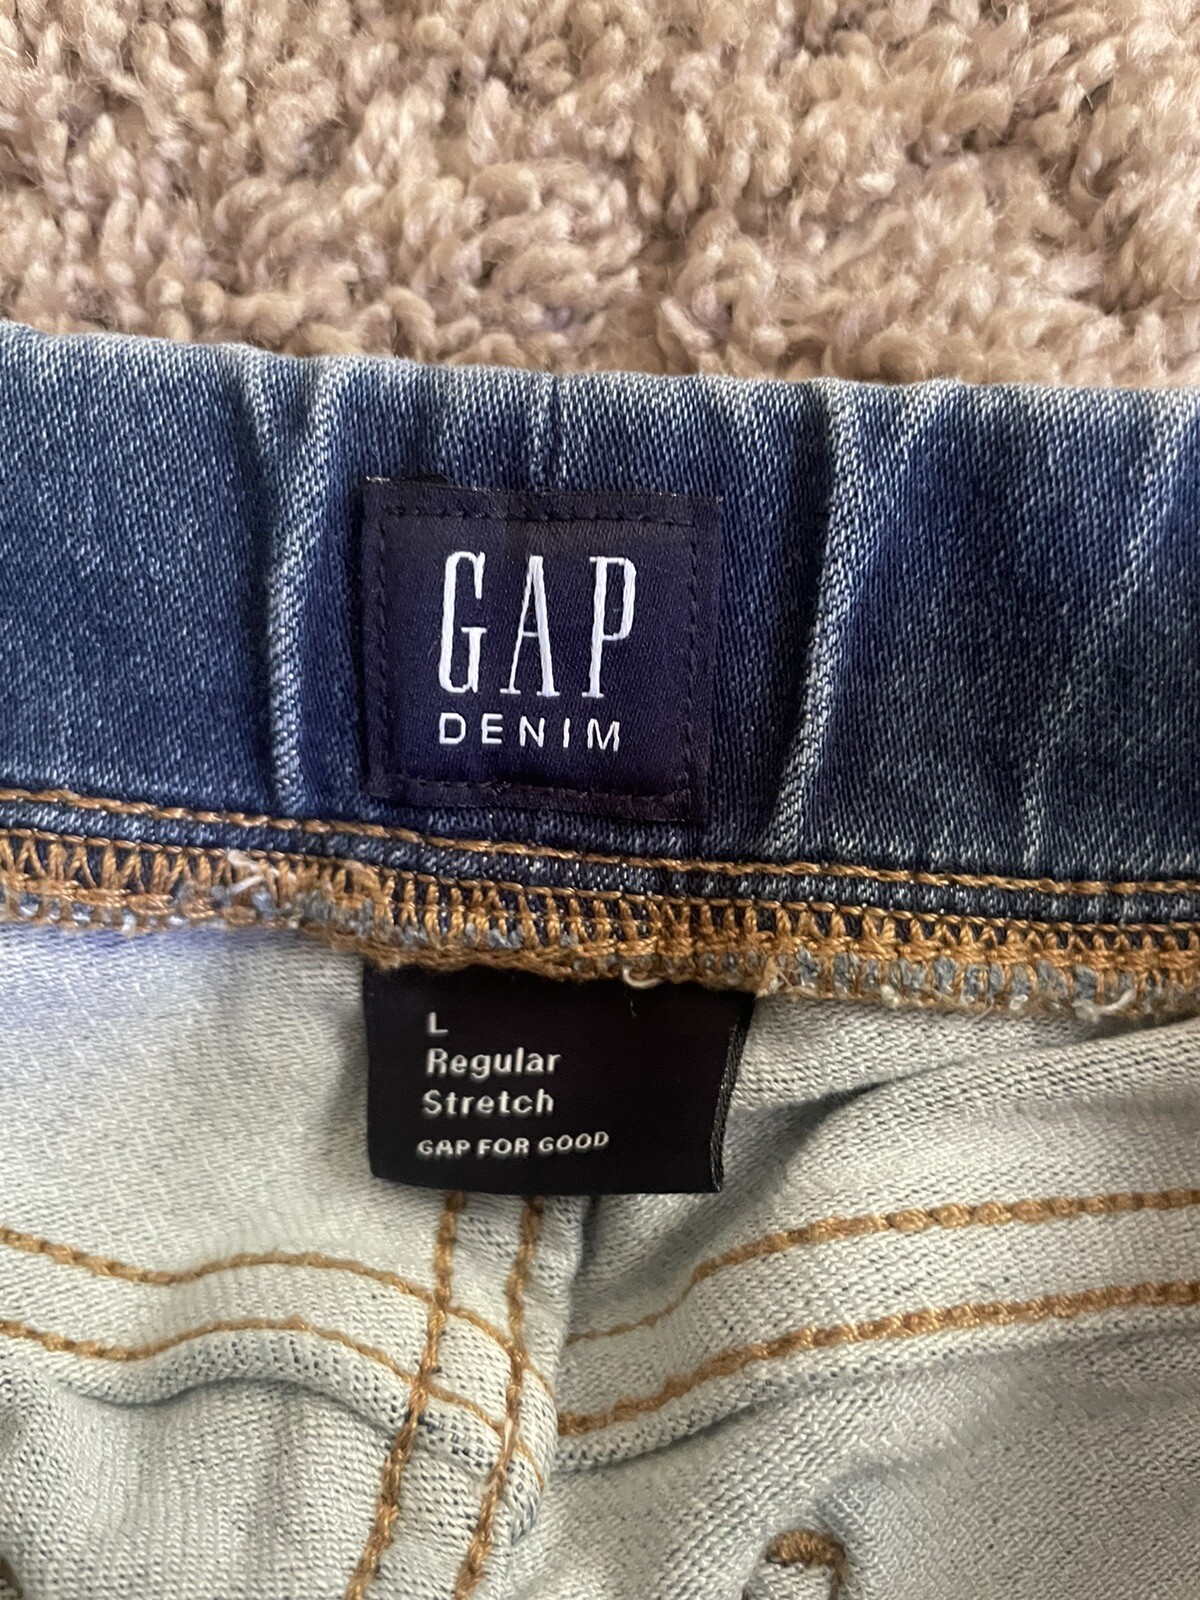 GAP
DENIM
L
Regular
Stretch
GAP FOR GOOD